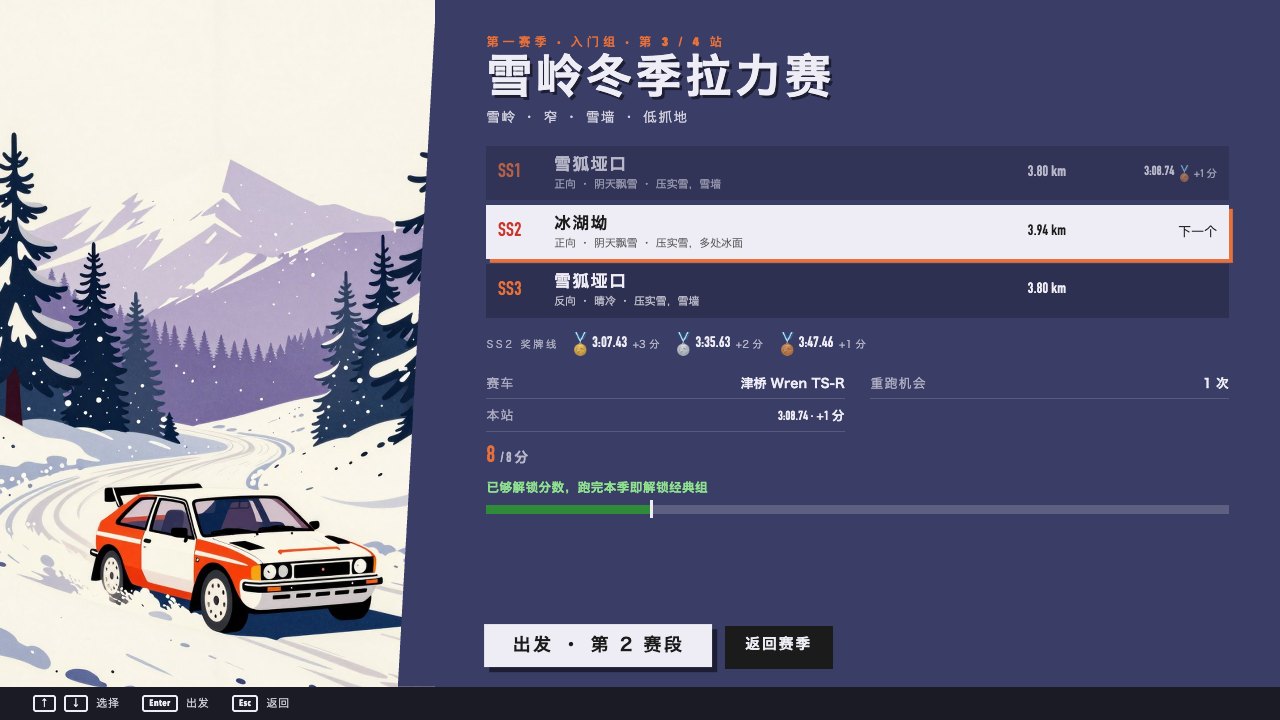 第一赛季 · 入门组 · 第 3 / 4 站
雪岭冬季拉力赛
雪岭 · 窄 · 雪墙 · 低抓地
SS1 雪狐垭口 3.80 km 3:08.74 +1分
正向 · 阴天飘雪 · 压实雪，雪墙
SS2 冰湖坳 3.94 km 下一个
正向 · 阴天飘雪 · 压实雪，多处冰面
SS3 雪狐垭口 3.80 km
反向 · 晴冷 · 压实雪，雪墙
SS2 奖牌线 3:07.43 +3 分 3:35.63 +2 分 3:47.46 +1 分
赛车 津桥 Wren TS-R 重跑机会 1 次
本站 3:08.74 · +1 分
8 / 8 分
已够解锁分数，跑完本季即解锁经典组
出发 · 第 2 赛段 返回赛季
↑ ↓ 选择 Enter 出发 Esc 返回